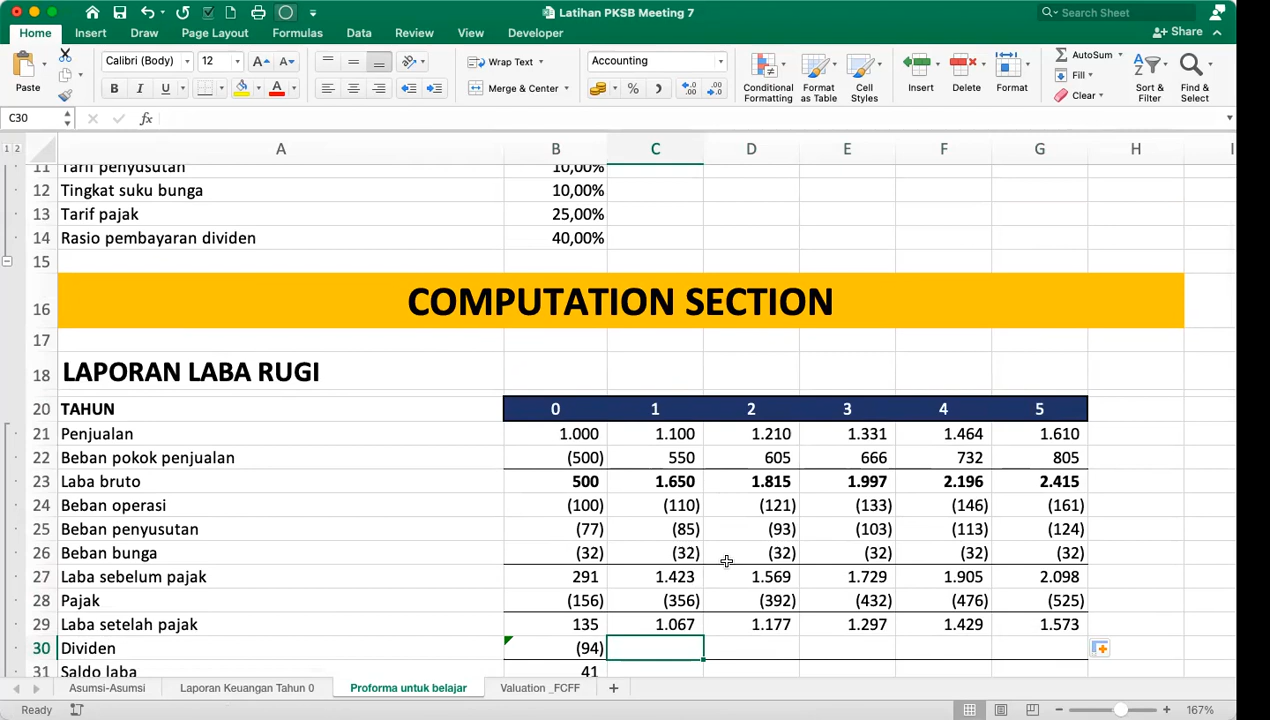 Latihan PKSB Meeting 7
Search Sheet
Home Insert Draw Page Layout Formulas Data Review View Developer
Share
Paste
Calibri (Body) 12
Wrap Text
Merge & Center
Accounting
Conditional Formatting
Format as Table
Cell Styles
Insert
Delete
Format
AutoSum
Fill
Clear
Sort & Filter
Find & Select
C30 fx
1 2 A B C D E F G H I
11 Tarif penyusutan 10,00%
12 Tingkat suku bunga 10,00%
13 Tarif pajak 25,00%
14 Rasio pembayaran dividen 40,00%
15
16 COMPUTATION SECTION
17
18 LAPORAN LABA RUGI
20 TAHUN 0 1 2 3 4 5
21 Penjualan 1.000 1.100 1.210 1.331 1.464 1.610
22 Beban pokok penjualan (500) 550 605 666 732 805
23 Laba bruto 500 1.650 1.815 1.997 2.196 2.415
24 Beban operasi (100) (110) (121) (133) (146) (161)
25 Beban penyusutan (77) (85) (93) (103) (113) (124)
26 Beban bunga (32) (32) (32) (32) (32) (32)
27 Laba sebelum pajak 291 1.423 1.569 1.729 1.905 2.098
28 Pajak (156) (356) (392) (432) (476) (525)
29 Laba setelah pajak 135 1.067 1.177 1.297 1.429 1.573
30 Dividen (94)
31 Saldo laba 41
Asumsi-Asumsi Laporan Keuangan Tahun 0 Proforma untuk belajar Valuation _FCFF
Ready 167%